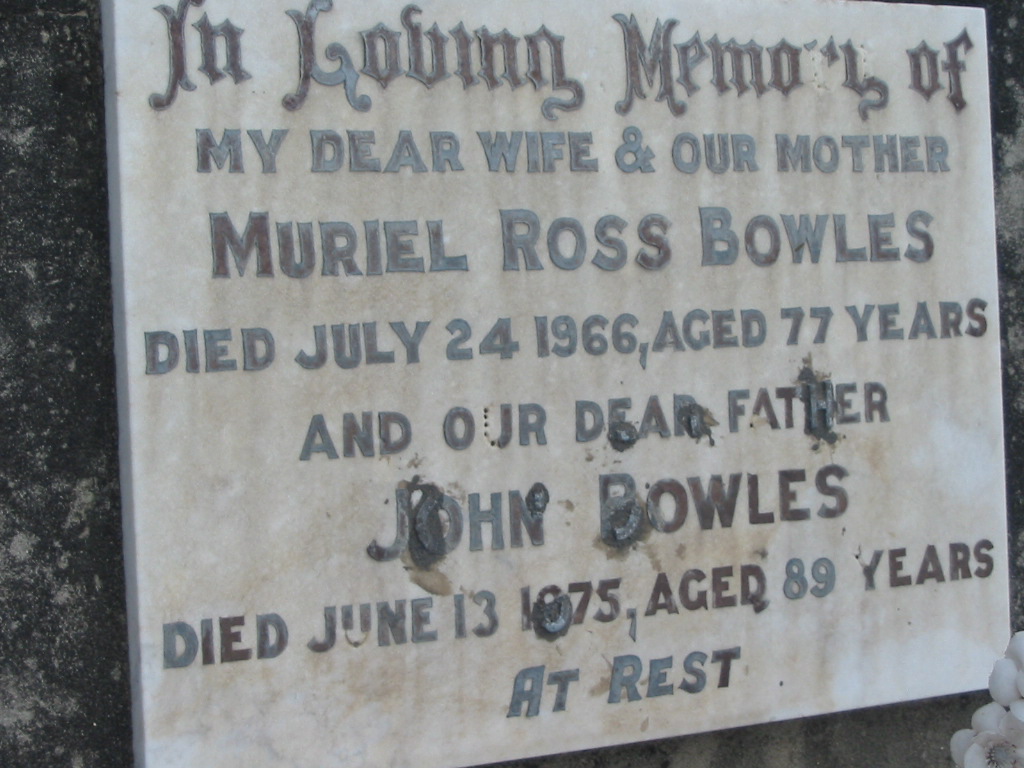 In Loving Memory of
MY DEAR WIFE & OUR MOTHER
MURIEL ROSS BOWLES
DIED JULY 24 1966, AGED 77 YEARS
AND OUR DEAR FATHER
JOHN BOWLES
DIED JUNE 13 1975, AGED 89 YEARS
AT REST